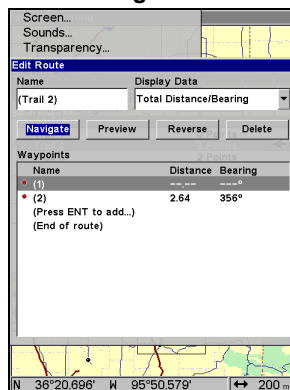 Screen...
Sounds...
Transparency...
Edit Route
Name Display Data
(Trail 2) Total Distance/Bearing
Navigate Preview Reverse Delete
2 Points
Waypoints
Name Distance Bearing
(1) --.-- ---°
(2) 2.64 356°
(Press ENT to add...)
(End of route)
N 36°20.696' W 95°50.579' ↔ 200 m